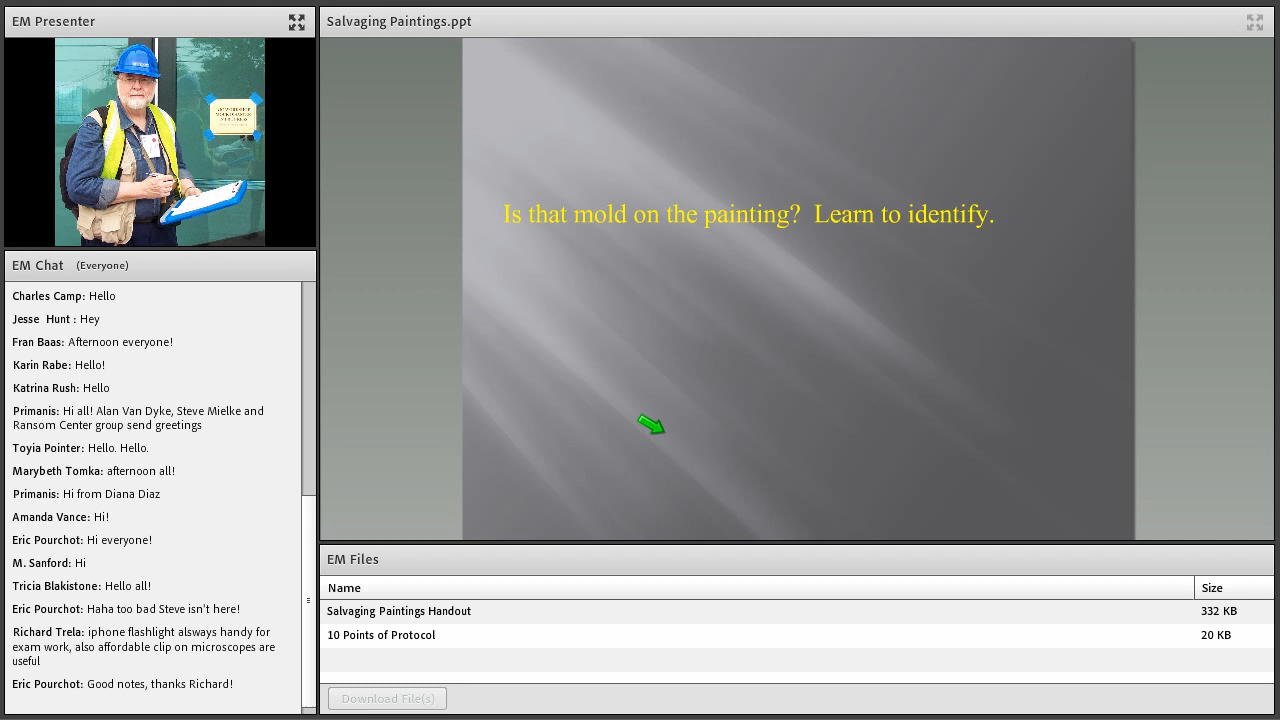 EM Presenter
EM Chat (Everyone)
Charles Camp: Hello
Jesse Hunt : Hey
Fran Baas: Afternoon everyone!
Karin Rabe: Hello!
Katrina Rush: Hello
Primanis: Hi all! Alan Van Dyke, Steve Mielke and
Ransom Center group send greetings
Toyia Pointer: Hello. Hello.
Marybeth Tomka: afternoon all!
Primanis: Hi from Diana Diaz
Amanda Vance: Hi!
Eric Pourchot: Hi everyone!
M. Sanford: Hi
Tricia Blakistone: Hello all!
Eric Pourchot: Haha too bad Steve isn't here!
Richard Trela: iphone flashlight alsways handy for
exam work, also affordable clip on microscopes are
useful
Eric Pourchot: Good notes, thanks Richard!
Salvaging Paintings.ppt
Is that mold on the painting? Learn to identify.
EM Files
Name Size
Salvaging Paintings Handout 332 KB
10 Points of Protocol 20 KB
Download File(s)